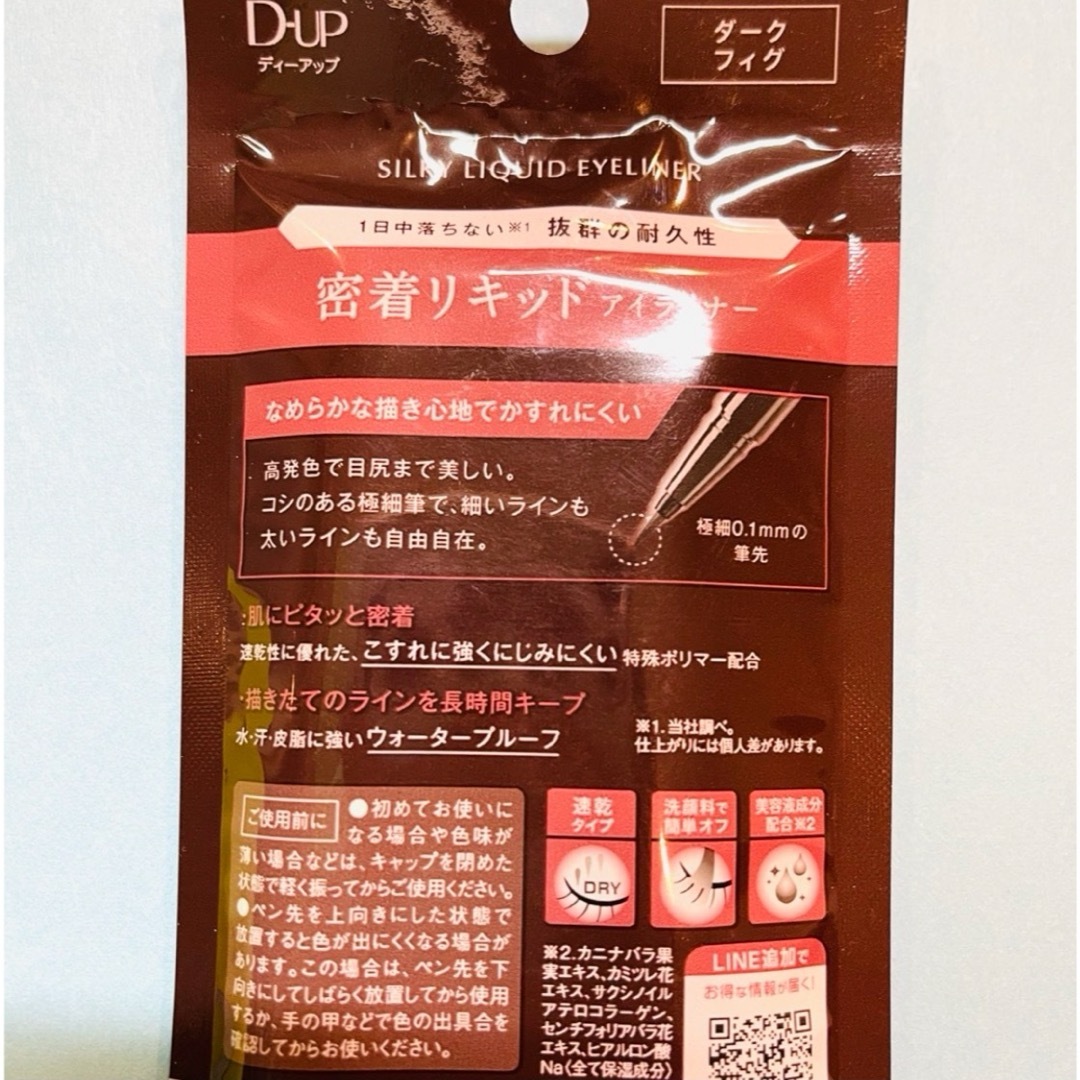 D-UP
ディーアップ
ダーク
フィグ
SILKY LIQUID EYELINER
1日中落ちない※1 抜群の耐久性
密着リキッド アイライナー
なめらかな描き心地でかすれにくい
高発色で目尻まで美しい。
コシのある極細筆で、細いラインも
太いラインも自由自在。
極細0.1mmの
筆先
肌にピタッと密着
速乾性に優れた、こすれに強くにじみにくい 特殊ポリマー配合
描きたてのラインを長時間キープ
水・汗・皮脂に強いウォータープルーフ
※1.当社調べ。
仕上がりには個人差があります。
ご使用前に ●初めてお使いに
なる場合や色味が
薄い場合などは、キャップを閉めた
状態で軽く振ってからご使用ください。
●ペン先を上向きにした状態で
放置すると色が出にくくなる場合が
あります。この場合は、ペン先を下
向きにしてしばらく放置してから使用
するか、手の甲などで色の出具合を
確認してからお使いください。
速乾
タイプ
DRY
洗顔料で
簡単オフ
美容液成分
配合※2
※2.カニナバラ果
実エキス、カミツレ花
エキス、サクシノイル
アテロコラーゲン、
センチフォリアバラ花
エキス、ヒアルロン酸
Na〈全て保湿成分〉
LINE追加で
お得な情報が届く!